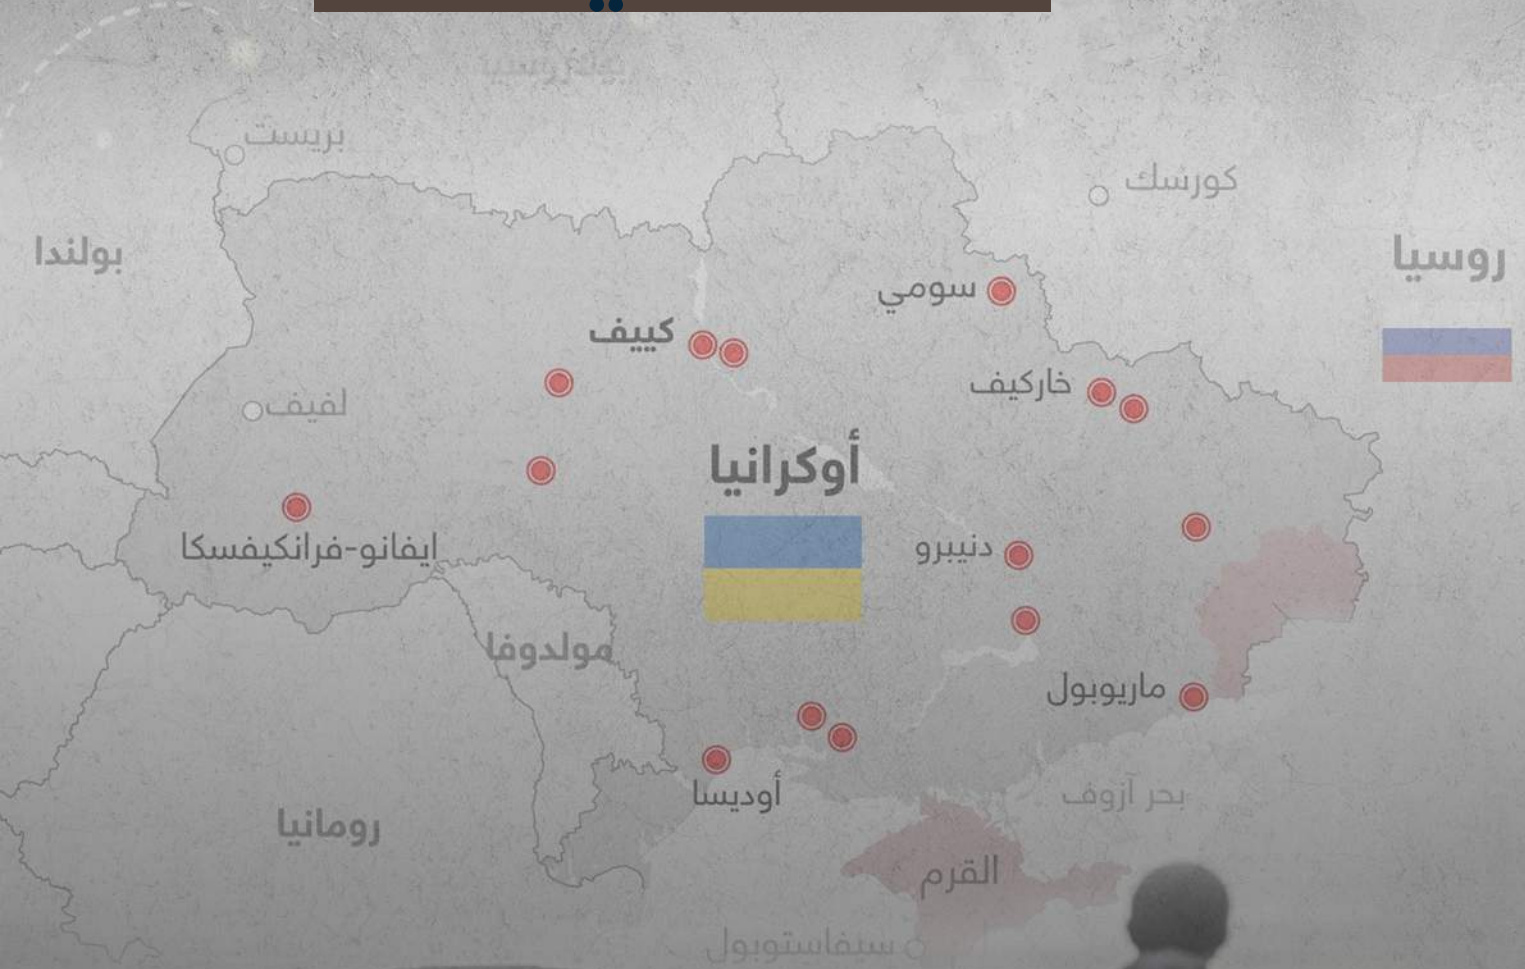 بيلاروسيا
بريست
كورسك
بولندا
روسيا
سومي
كييف
خاركيف
لفيف
أوكرانيا
ايفانو-فرانكيفسكا
دنيبرو
مولدوفا
ماريوبول
أوديسا
بحر آزوف
رومانيا
القرم
سيفاستوبول